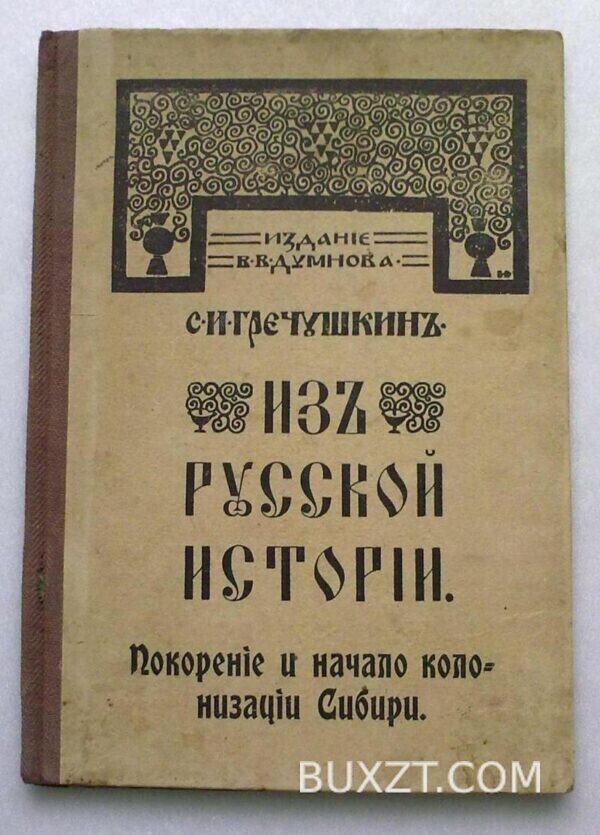 ИЗДАНІЕ
В.В.ДУМНОВА.
С.И.ГРЕЧУШКИНЪ.
ИЗЪ
РУССКОЙ
ИСТОРІИ.
Покореніе и начало коло=
низаціи Сибири.
BUXZT.COM